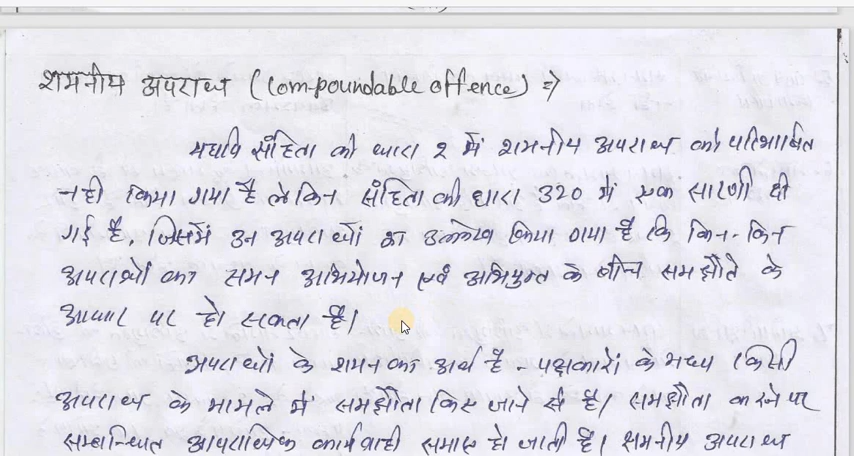 शमनीय अपराध (Compoundable offence) ⇒
यद्यपि संहिता की धारा 2 में शमनीय अपराध को परिभाषित
नही किया गया है लेकिन संहिता की धारा 320 में एक सारणी दी
गई है, जिसमें उन अपराधों का उल्लेख किया गया है कि किन-किन
अपराधों का समन अभियोजन एवं अभियुक्त के बीच समझौते के
आधार पर हो सकता है।
अपराधों के शमन का अर्थ है - पक्षकारों के मध्य किसी
अपराध के मामले में समझौता किए जाने से है। समझौता करने पर
सम्बन्धित आपराधिक कार्यवाही समाप्त हो जाती है। शमनीय अपराध